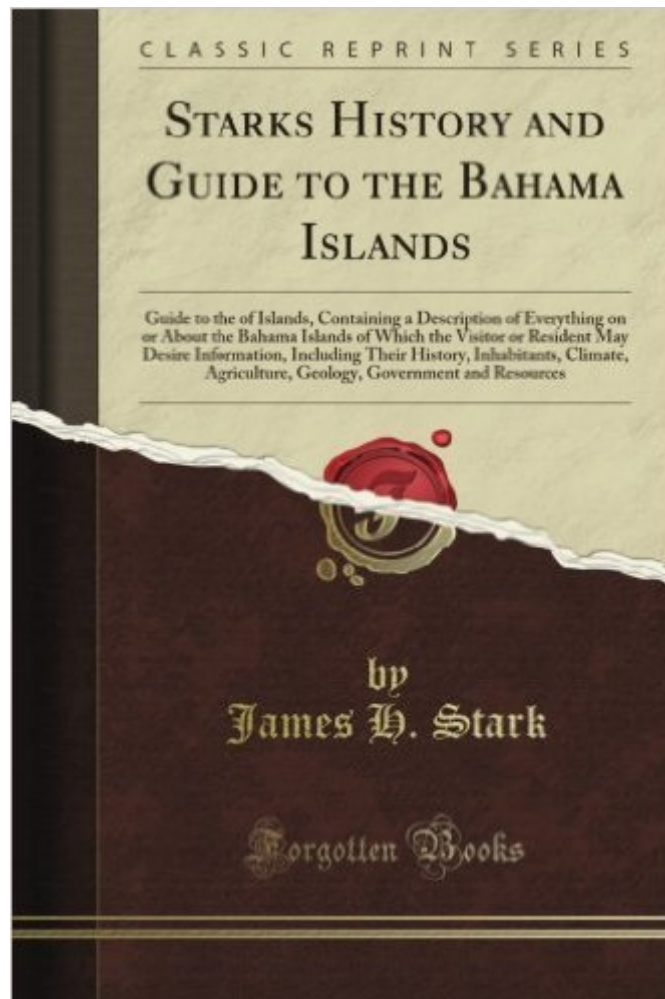 CLASSIC REPRINT SERIES
STARKS HISTORY AND
GUIDE TO THE BAHAMA
ISLANDS
Guide to the of Islands, Containing a Description of Everything on
or About the Bahama Islands of Which the Visitor or Resident May
Desire Information, Including Their History, Inhabitants, Climate,
Agriculture, Geology, Government and Resources
by
James H. Stark
Forgotten Books